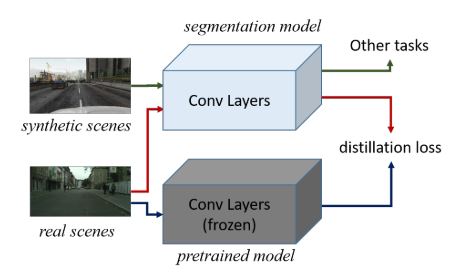 segmentation model
Other tasks
Conv Layers
synthetic scenes
distillation loss
Conv Layers
(frozen)
real scenes
pretrained model